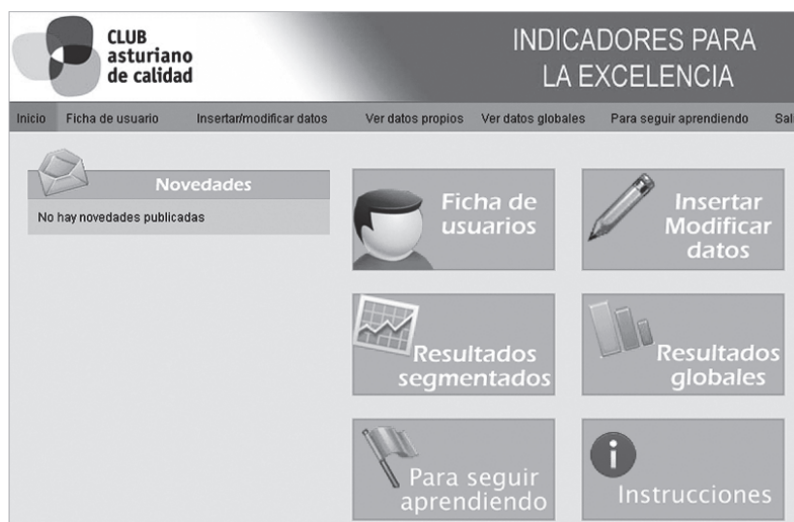 CLUB
asturiano
de calidad
INDICADORES PARA
LA EXCELENCIA
Inicio Ficha de usuario Insertar/modificar datos Ver datos propios Ver datos globales Para seguir aprendiendo Sal
Novedades
No hay novedades publicadas
Ficha de
usuarios
Insertar
Modificar
datos
Resultados
segmentados
Resultados
globales
Para seguir
aprendiendo
i
Instrucciones